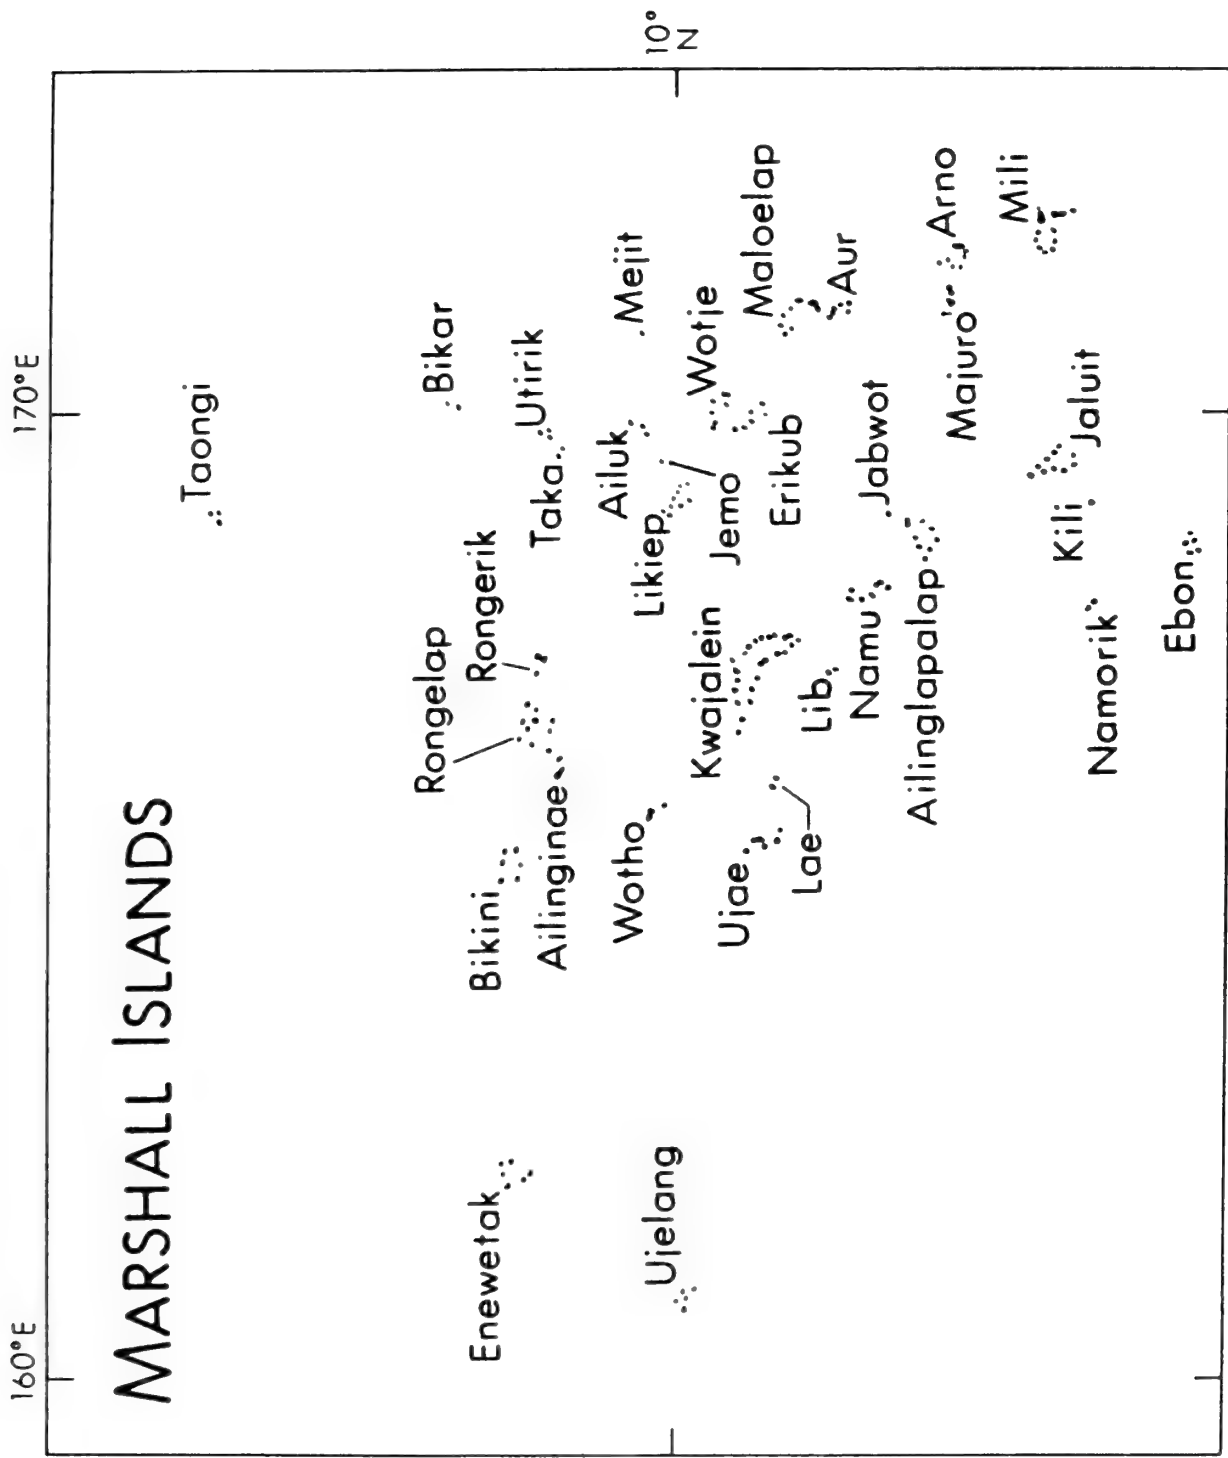 160°E
170°E
MARSHALL ISLANDS
Taongi
Bikar
Enewetak
Bikini
Rongelap
Rongerik
Utirik
Taka
Ailinginae
Mejit
Ailuk
Likiep
Wotho
Ujelang
10°
N
Jemo
Wotje
Kwajalein
Ujae
Maloelap
Erikub
Lae
Lib
Aur
Namu
Jabwot
Ailinglapalap
Arno
Majuro
Mili
Kili
Jaluit
Namorik
Ebon